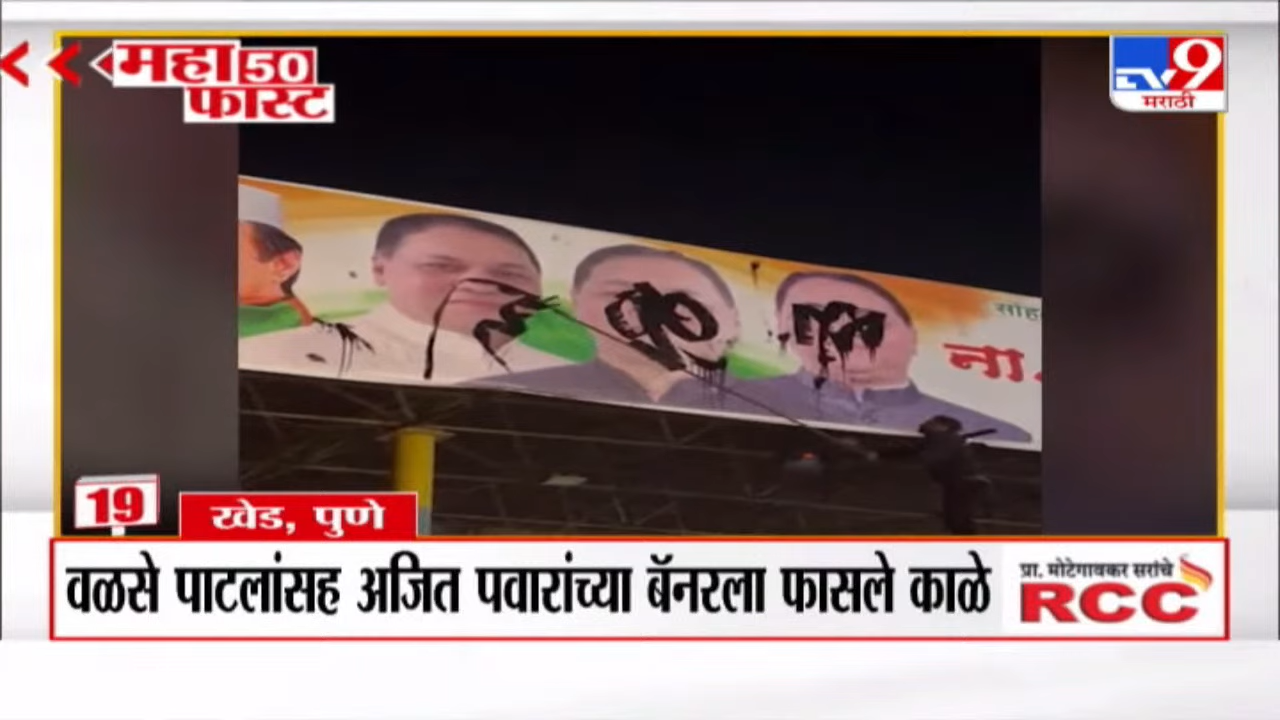 महा 50
फास्ट
TV9
मराठी
सोह
ना.
19
खेड, पुणे
वळसे पाटलांसह अजित पवारांच्या बॅनरला फासले काळे
प्रा. मोटेगावकर सरांचे
RCC